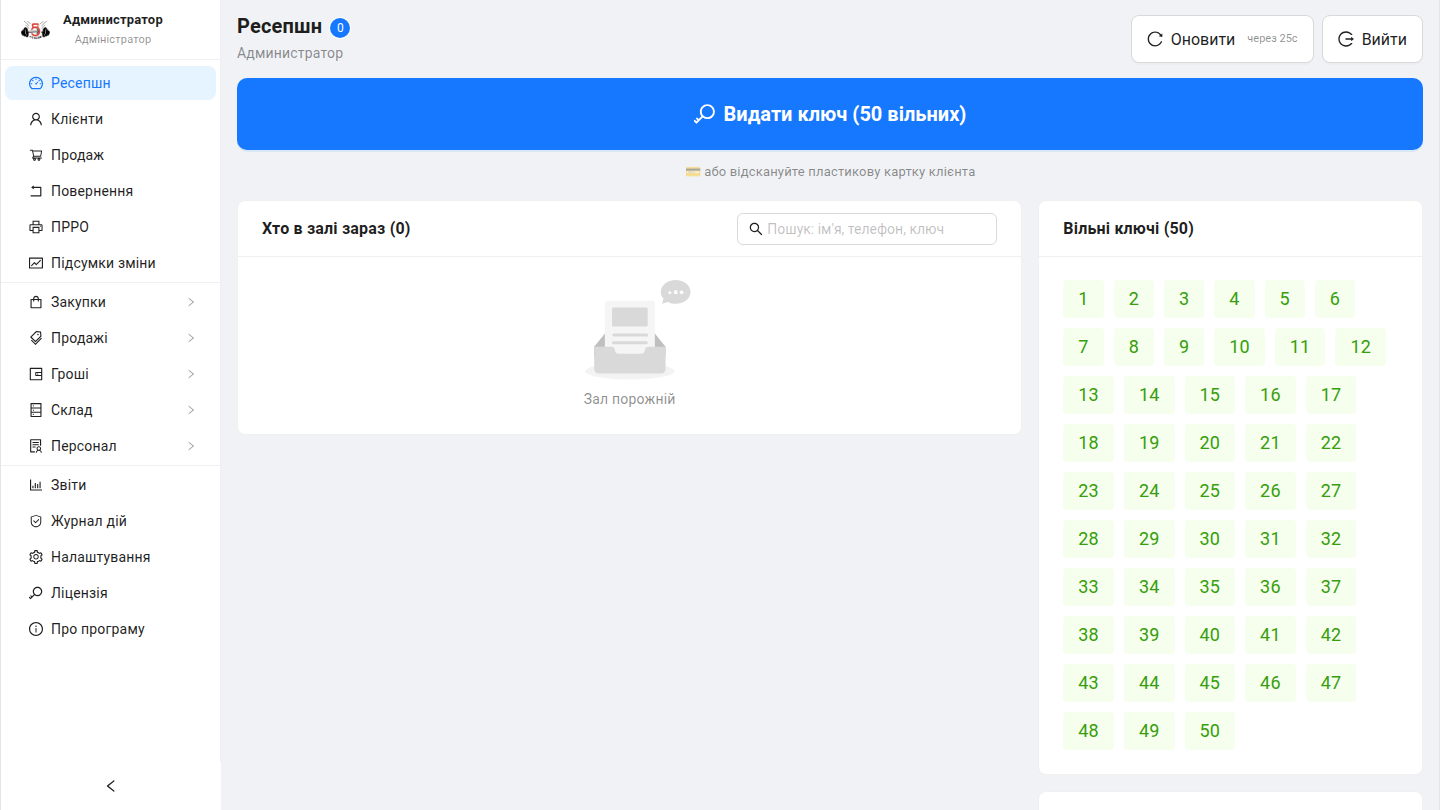 Администратор
Адміністратор
Ресепшн
Клієнти
Продаж
Повернення
ПРРО
Підсумки зміни
Закупки
Продажі
Гроші
Склад
Персонал
Звіти
Журнал дій
Налаштування
Ліцензія
Про програму
Ресепшн 0
Администратор
Оновити через 25с
Вийти
Видати ключ (50 вільних)
або відскануйте пластикову картку клієнта
Хто в залі зараз (0)
Пошук: ім'я, телефон, ключ
Зал порожній
Вільні ключі (50)
1 2 3 4 5 6
7 8 9 10 11 12
13 14 15 16 17
18 19 20 21 22
23 24 25 26 27
28 29 30 31 32
33 34 35 36 37
38 39 40 41 42
43 44 45 46 47
48 49 50